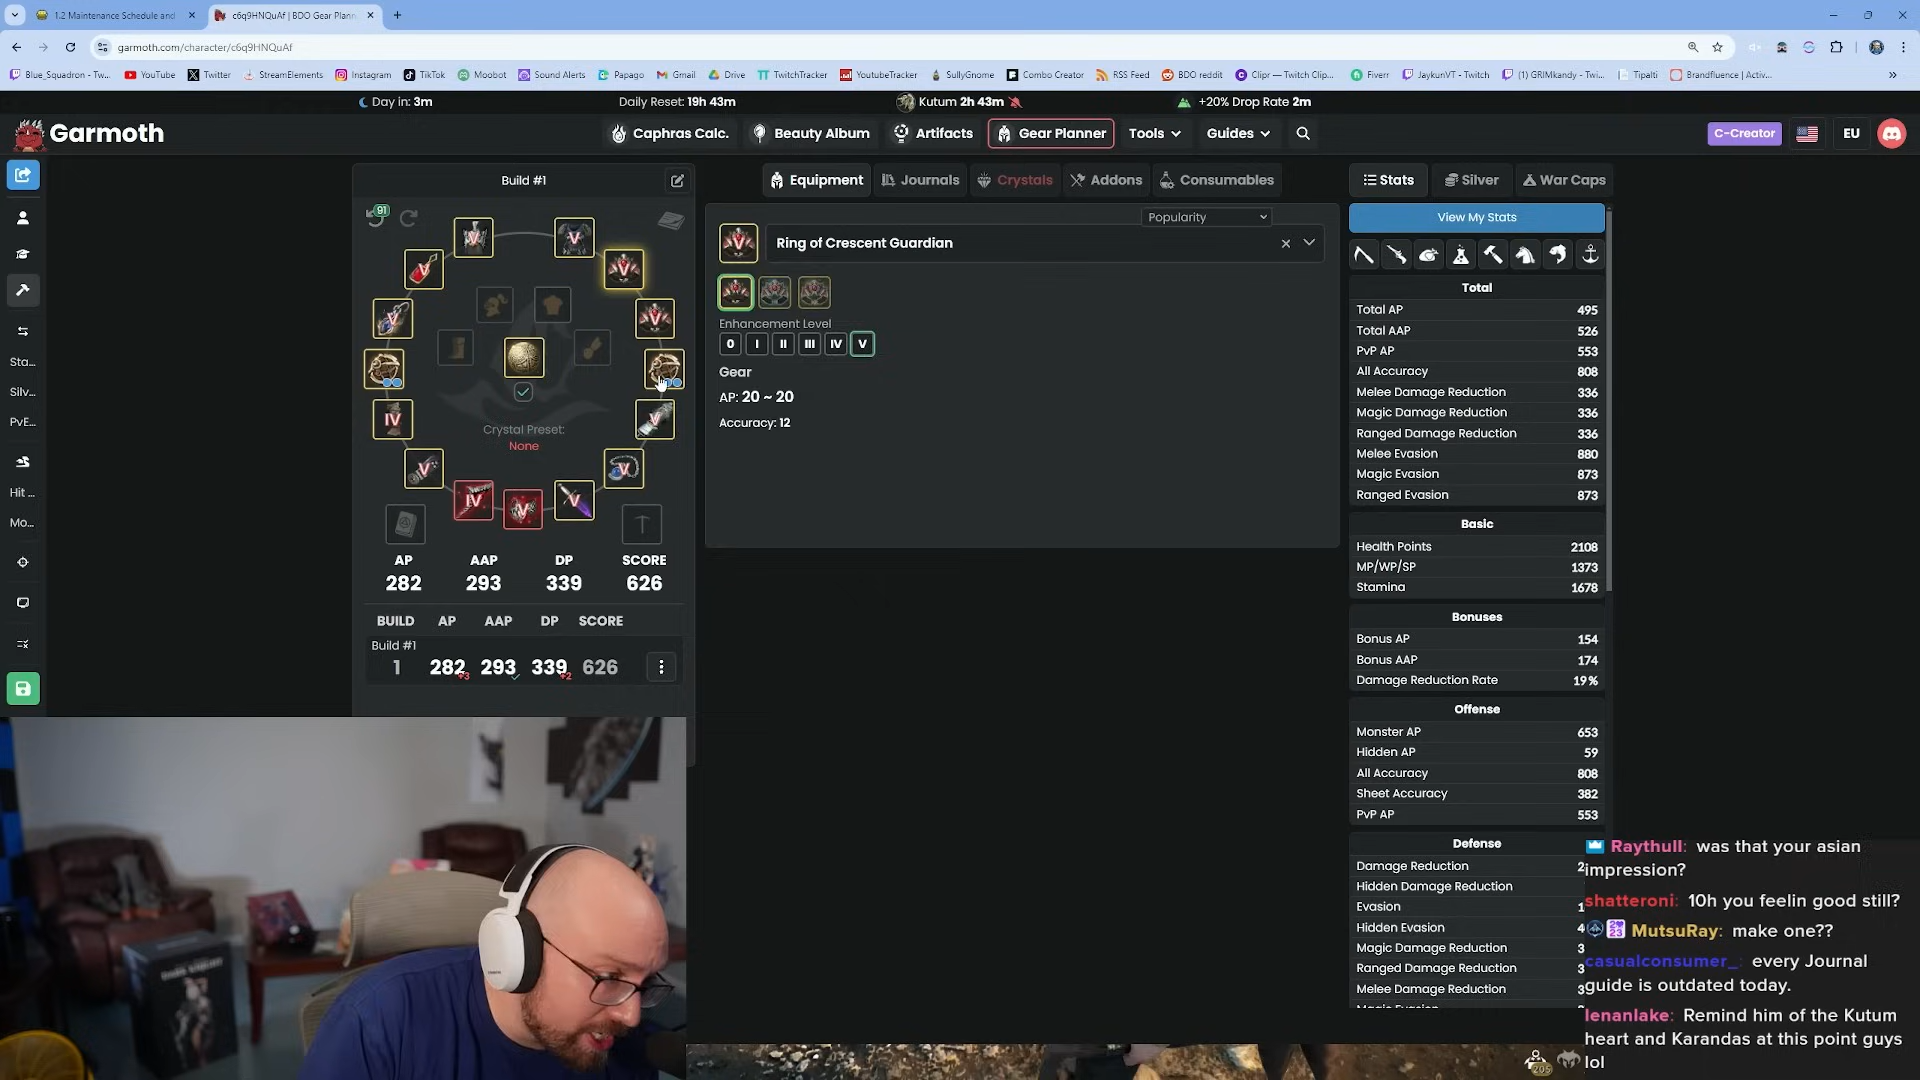 1.2 Maintenance Schedule and
c6q9HNQuAf | BDO Gear Plann
garmoth.com/character/c6q9HNQuAf
Blue_Squadron - Tw...
YouTube
Twitter
StreamElements
Instagram
TikTok
Moobot
Sound Alerts
Papago
Gmail
Drive
TwitchTracker
YoutubeTracker
SullyGnome
Combo Creator
RSS Feed
BDO reddit
Clipr — Twitch Clip...
Fiverr
JaykunVT - Twitch
(1) GRIMkandy - Twi...
Tipalti
Brandfluence | Activ...
Day in: 3m
Daily Reset: 19h 43m
Kutum 2h 43m
+20% Drop Rate 2m
Garmoth
Caphras Calc.
Beauty Album
Artifacts
Gear Planner
Tools
Guides
C-Creator
EU
Build #1
Equipment
Journals
Crystals
Addons
Consumables
Stats
Silver
War Caps
91
Popularity
View My Stats
Ring of Crescent Guardian
Enhancement Level
0 I II III IV V
Gear
AP: 20 ~ 20
Accuracy: 12
Sta...
Silv...
PvE...
Hit ...
Mo...
V
V
V
V
V
V
IV
V
V
V
IV
V
V
Crystal Preset:
None
AP AAP DP SCORE
282 293 339 626
BUILD AP AAP DP SCORE
Build #1
1 282 +3 293 339 +2 626
Total
Total AP 495
Total AAP 526
PvP AP 553
All Accuracy 808
Melee Damage Reduction 336
Magic Damage Reduction 336
Ranged Damage Reduction 336
Melee Evasion 880
Magic Evasion 873
Ranged Evasion 873
Basic
Health Points 2108
MP/WP/SP 1373
Stamina 1678
Bonuses
Bonus AP 154
Bonus AAP 174
Damage Reduction Rate 19%
Offense
Monster AP 653
Hidden AP 59
All Accuracy 808
Sheet Accuracy 382
PvP AP 553
Defense
Damage Reduction 2
Hidden Damage Reduction
Evasion 1
Hidden Evasion 4
Magic Damage Reduction 3
Ranged Damage Reduction 3
Melee Damage Reduction 3
Raythull: was that your asian
impression?
shatteroni: 10h you feelin good still?
MutsuRay: make one??
casualconsumer_: every Journal
guide is outdated today.
lenanlake: Remind him of the Kutum
heart and Karandas at this point guys
lol
205